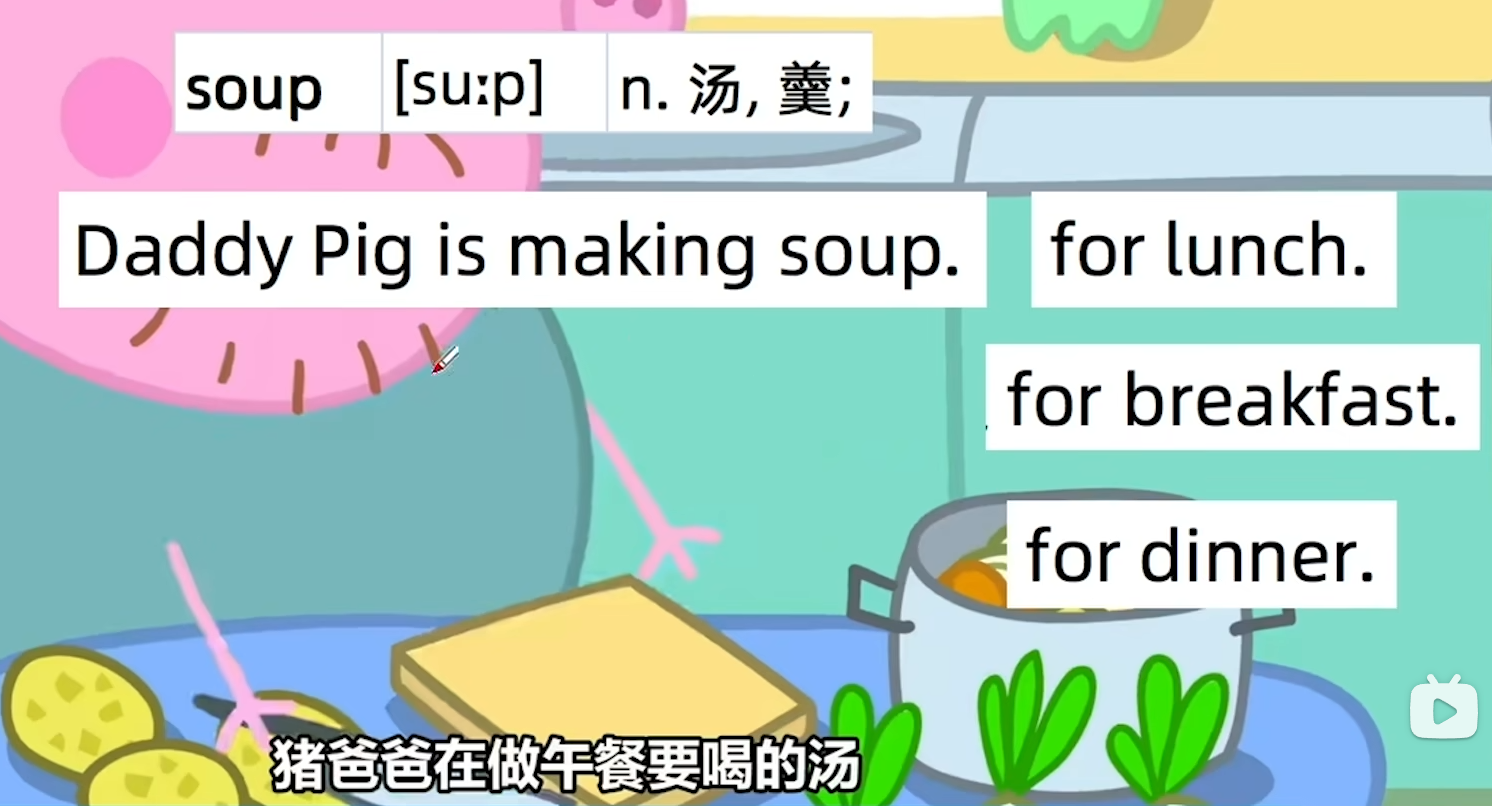 soup [suːp] n. 汤, 羹;
Daddy Pig is making soup. for lunch.
for breakfast.
for dinner.
猪爸爸在做午餐要喝的汤